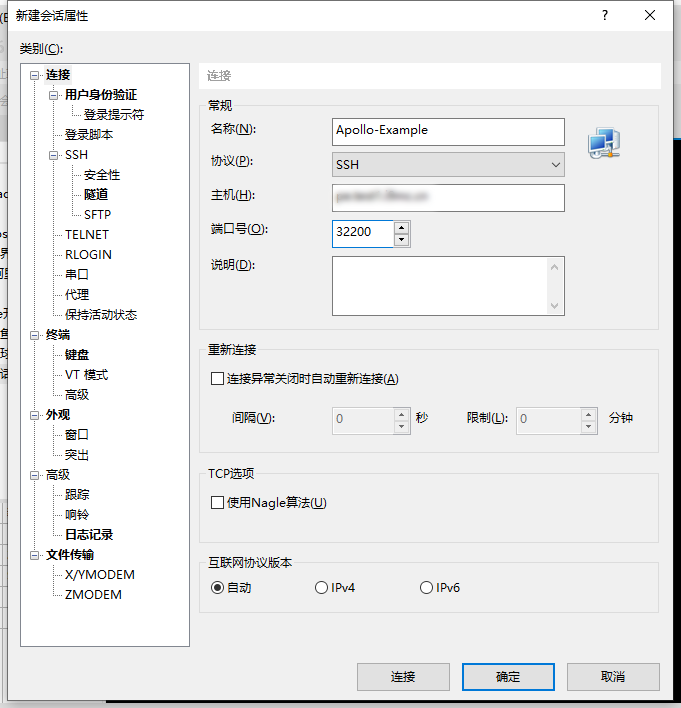 新建会话属性
?
类别(C):
连接
用户身份验证
登录提示符
登录脚本
SSH
安全性
隧道
SFTP
TELNET
RLOGIN
串口
代理
保持活动状态
终端
键盘
VT 模式
高级
外观
窗口
突出
高级
跟踪
响铃
日志记录
文件传输
X/YMODEM
ZMODEM
连接
常规
名称(N): Apollo-Example
协议(P): SSH
主机(H):
端口号(O): 32200
说明(D):
重新连接
连接异常关闭时自动重新连接(A)
间隔(V): 0 秒 限制(L): 0 分钟
TCP选项
使用Nagle算法(U)
互联网协议版本
自动 IPv4 IPv6
连接 确定 取消